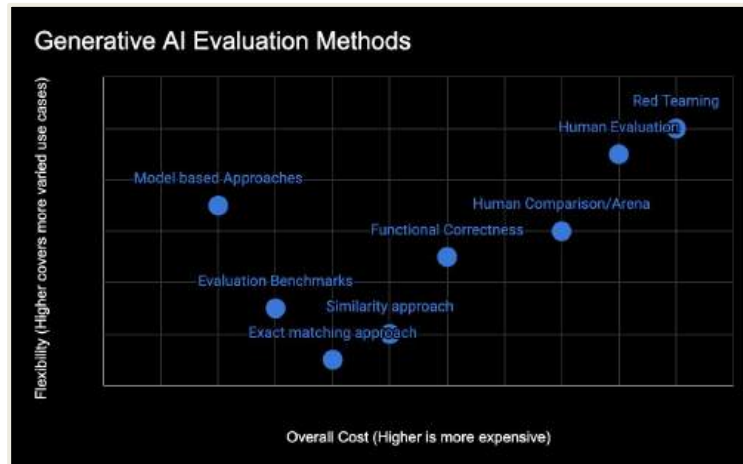 Generative AI Evaluation Methods
Flexibility (Higher covers more varied use cases)
Red Teaming
Human Evaluation
Model based Approaches
Human Comparison/Arena
Functional Correctness
Evaluation Benchmarks
Similarity approach
Exact matching approach
Overall Cost (Higher is more expensive)